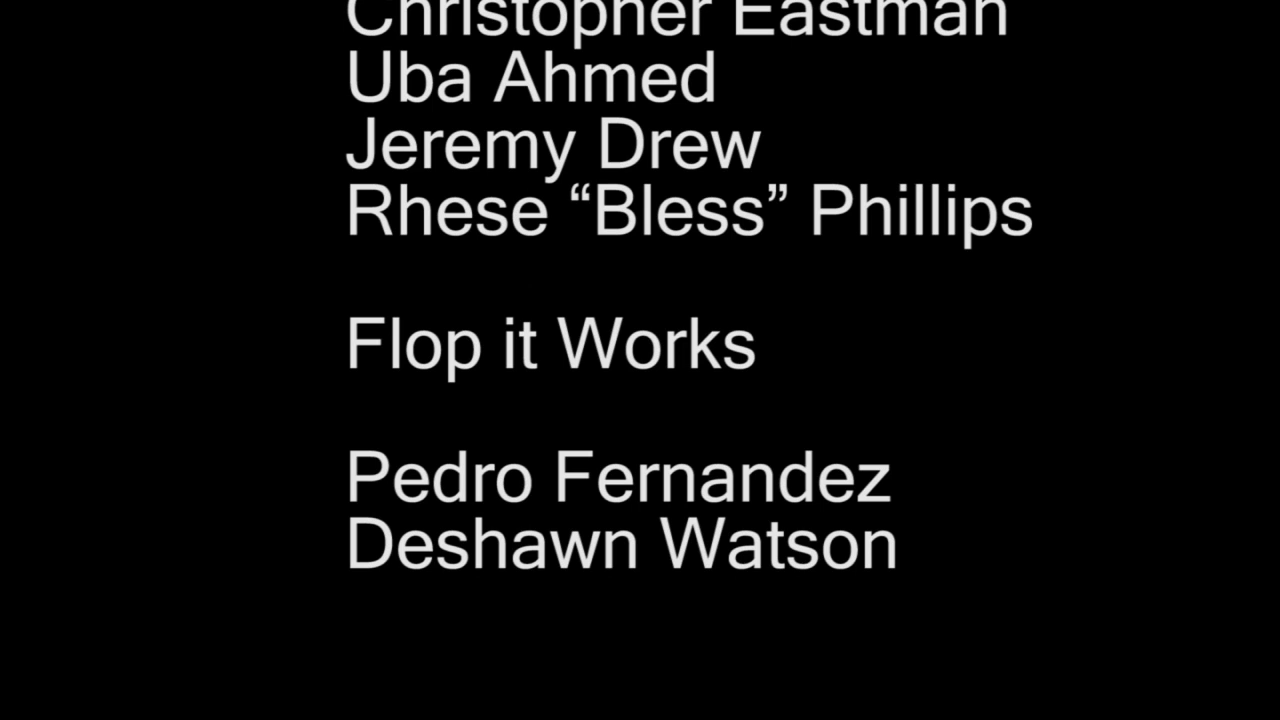 Christopher Eastman
Uba Ahmed
Jeremy Drew
Rhese “Bless” Phillips
Flop it Works
Pedro Fernandez
Deshawn Watson